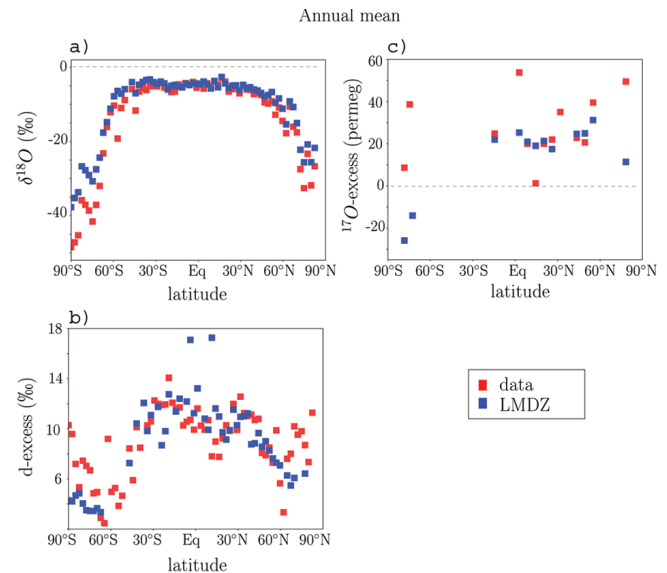 Annual mean
a)
0
-20
-40
δ¹⁸O (‰)
90°S 60°S 30°S Eq 30°N 60°N 90°N
latitude
c)
60
40
20
0
-20
¹⁷O-excess (permeg)
90°S 60°S 30°S Eq 30°N 60°N 90°N
latitude
b)
18
14
10
6
d-excess (‰)
90°S 60°S 30°S Eq 30°N 60°N 90°N
latitude
data
LMDZ